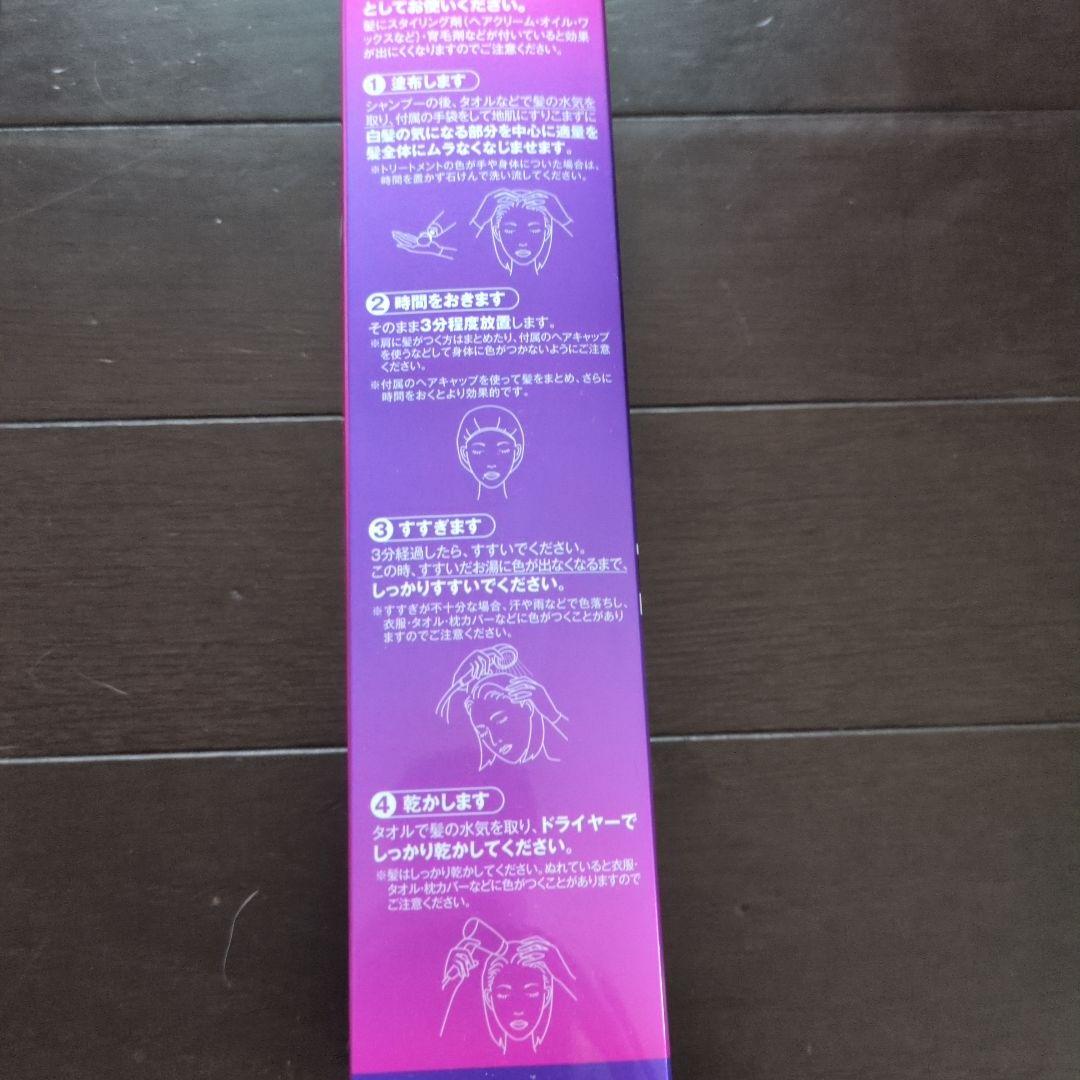 としてお使いください。
髪にスタイリング剤(ヘアクリーム・オイル・ワ
ックスなど)・育毛剤などが付いていると効果
が出にくくなりますのでご注意ください。
1 塗布します
シャンプーの後、タオルなどで髪の水気を
取り、付属の手袋をして地肌にすりこまずに
白髪の気になる部分を中心に適量を
髪全体にムラなくなじませます。
※トリートメントの色が手や身体についた場合は、
時間を置かず石けんで洗い流してください。
2 時間をおきます
そのまま3分程度放置します。
※肩に髪がつく方はまとめたり、付属のヘアキャップ
を使うなどして身体に色がつかないようにご注意
ください。
※付属のヘアキャップを使って髪をまとめ、さらに
時間をおくとより効果的です。
3 すすぎます
3分経過したら、すすいでください。
この時、すすいだお湯に色が出なくなるまで、
しっかりすすいでください。
※すすぎが不十分な場合、汗や雨などで色落ちし、
衣服・タオル・枕カバーなどに色がつくことがあり
ますのでご注意ください。
4 乾かします
タオルで髪の水気を取り、ドライヤーで
しっかり乾かしてください。
※髪はしっかり乾かしてください。ぬれていると衣服・
タオル・枕カバーなどに色がつくことがありますので
ご注意ください。